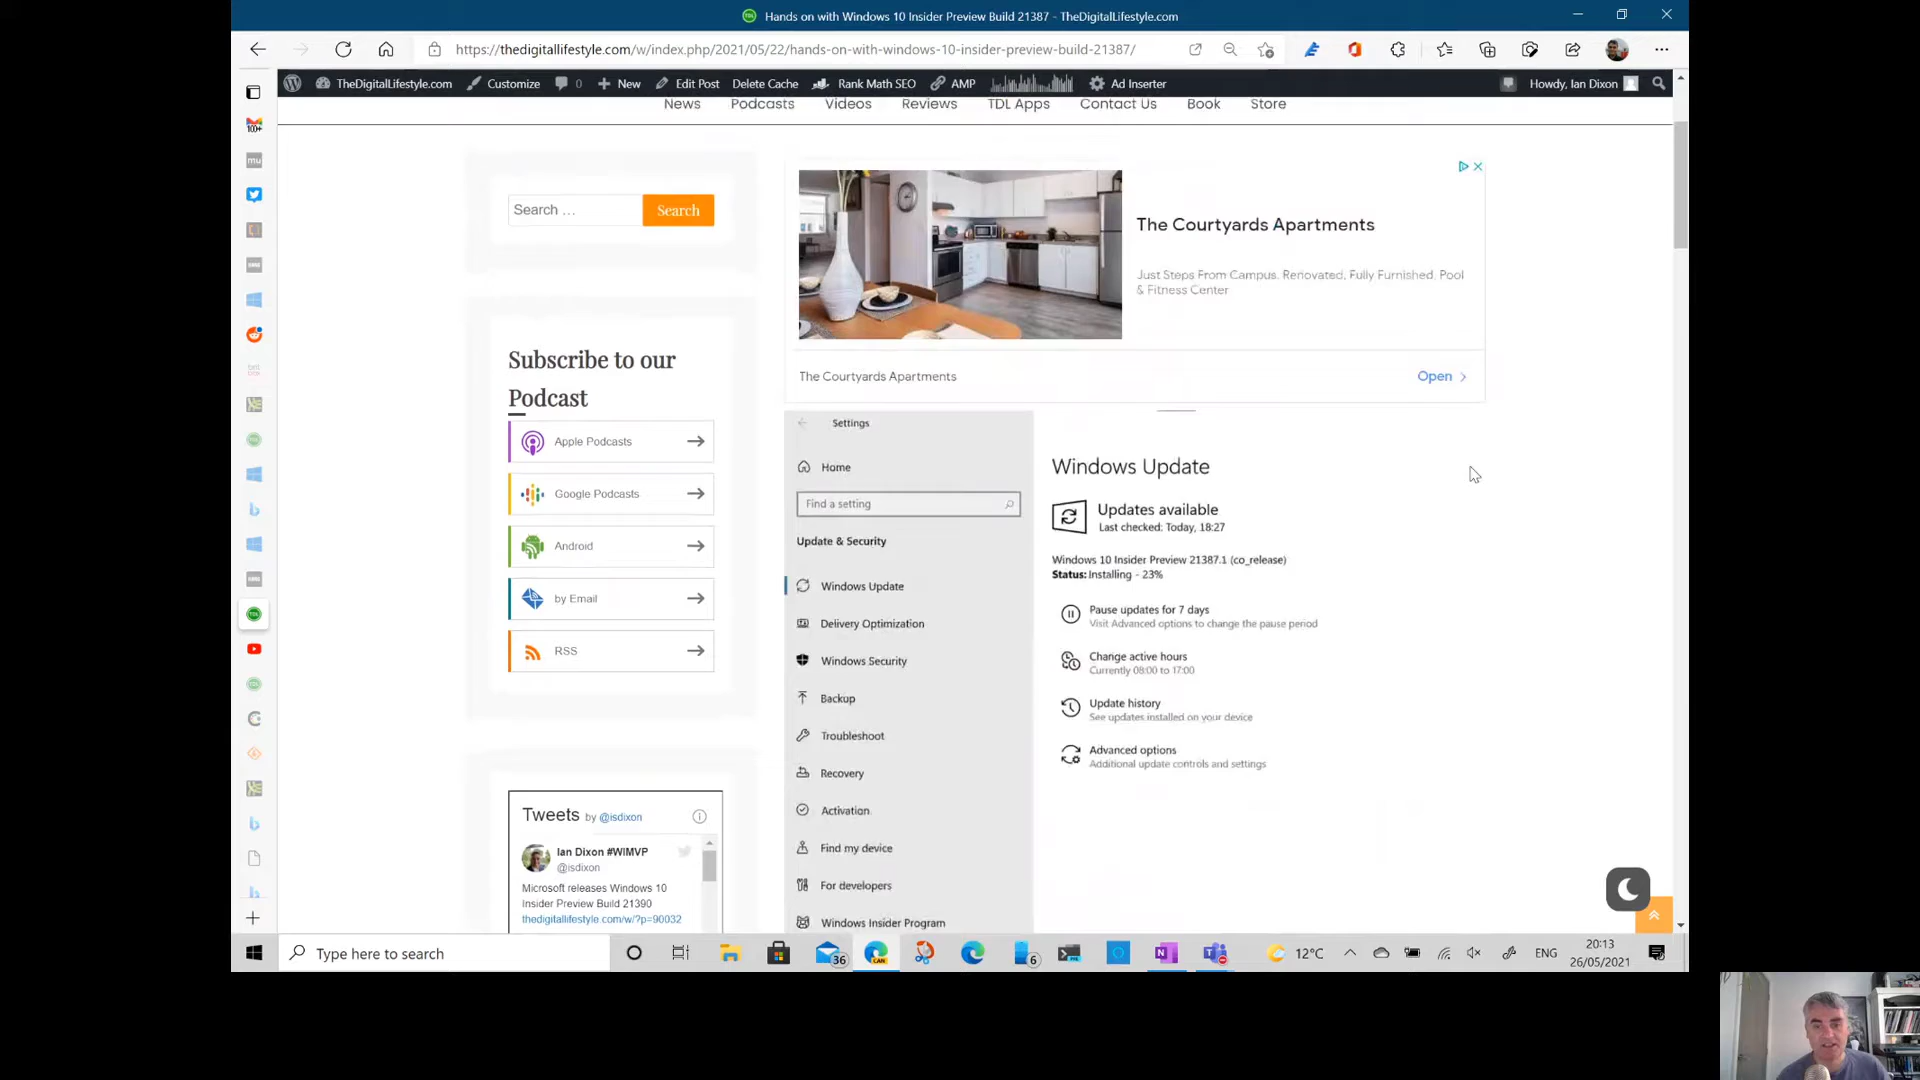 Hands on with Windows 10 Insider Preview Build 21387 - TheDigitalLifestyle.com
https://thedigitallifestyle.com/w/index.php/2021/05/22/hands-on-with-windows-10-insider-preview-build-21387/
TheDigitalLifestyle.com Customize 0 New Edit Post Delete Cache Rank Math SEO AMP Ad Inserter Howdy, Ian Dixon
News Podcasts Videos Reviews TDL Apps Contact Us Book Store
Search … Search
Subscribe to our
Podcast
Apple Podcasts
Google Podcasts
Android
by Email
RSS
Tweets by @isdixon
Ian Dixon #WIMVP
@isdixon
Microsoft releases Windows 10
Insider Preview Build 21390
thedigitallifestyle.com/w/?p=90032
The Courtyards Apartments
Just Steps From Campus. Renovated, Fully Furnished. Pool
& Fitness Center
The Courtyards Apartments Open
Settings
Home
Find a setting
Update & Security
Windows Update
Delivery Optimization
Windows Security
Backup
Troubleshoot
Recovery
Activation
Find my device
For developers
Windows Insider Program
Windows Update
Updates available
Last checked: Today, 18:27
Windows 10 Insider Preview 21387.1 (co_release)
Status: Installing - 23%
Pause updates for 7 days
Visit Advanced options to change the pause period
Change active hours
Currently 08:00 to 17:00
Update history
See updates installed on your device
Advanced options
Additional update controls and settings
Type here to search
36
CAN
6
12°C
ENG
20:13
26/05/2021